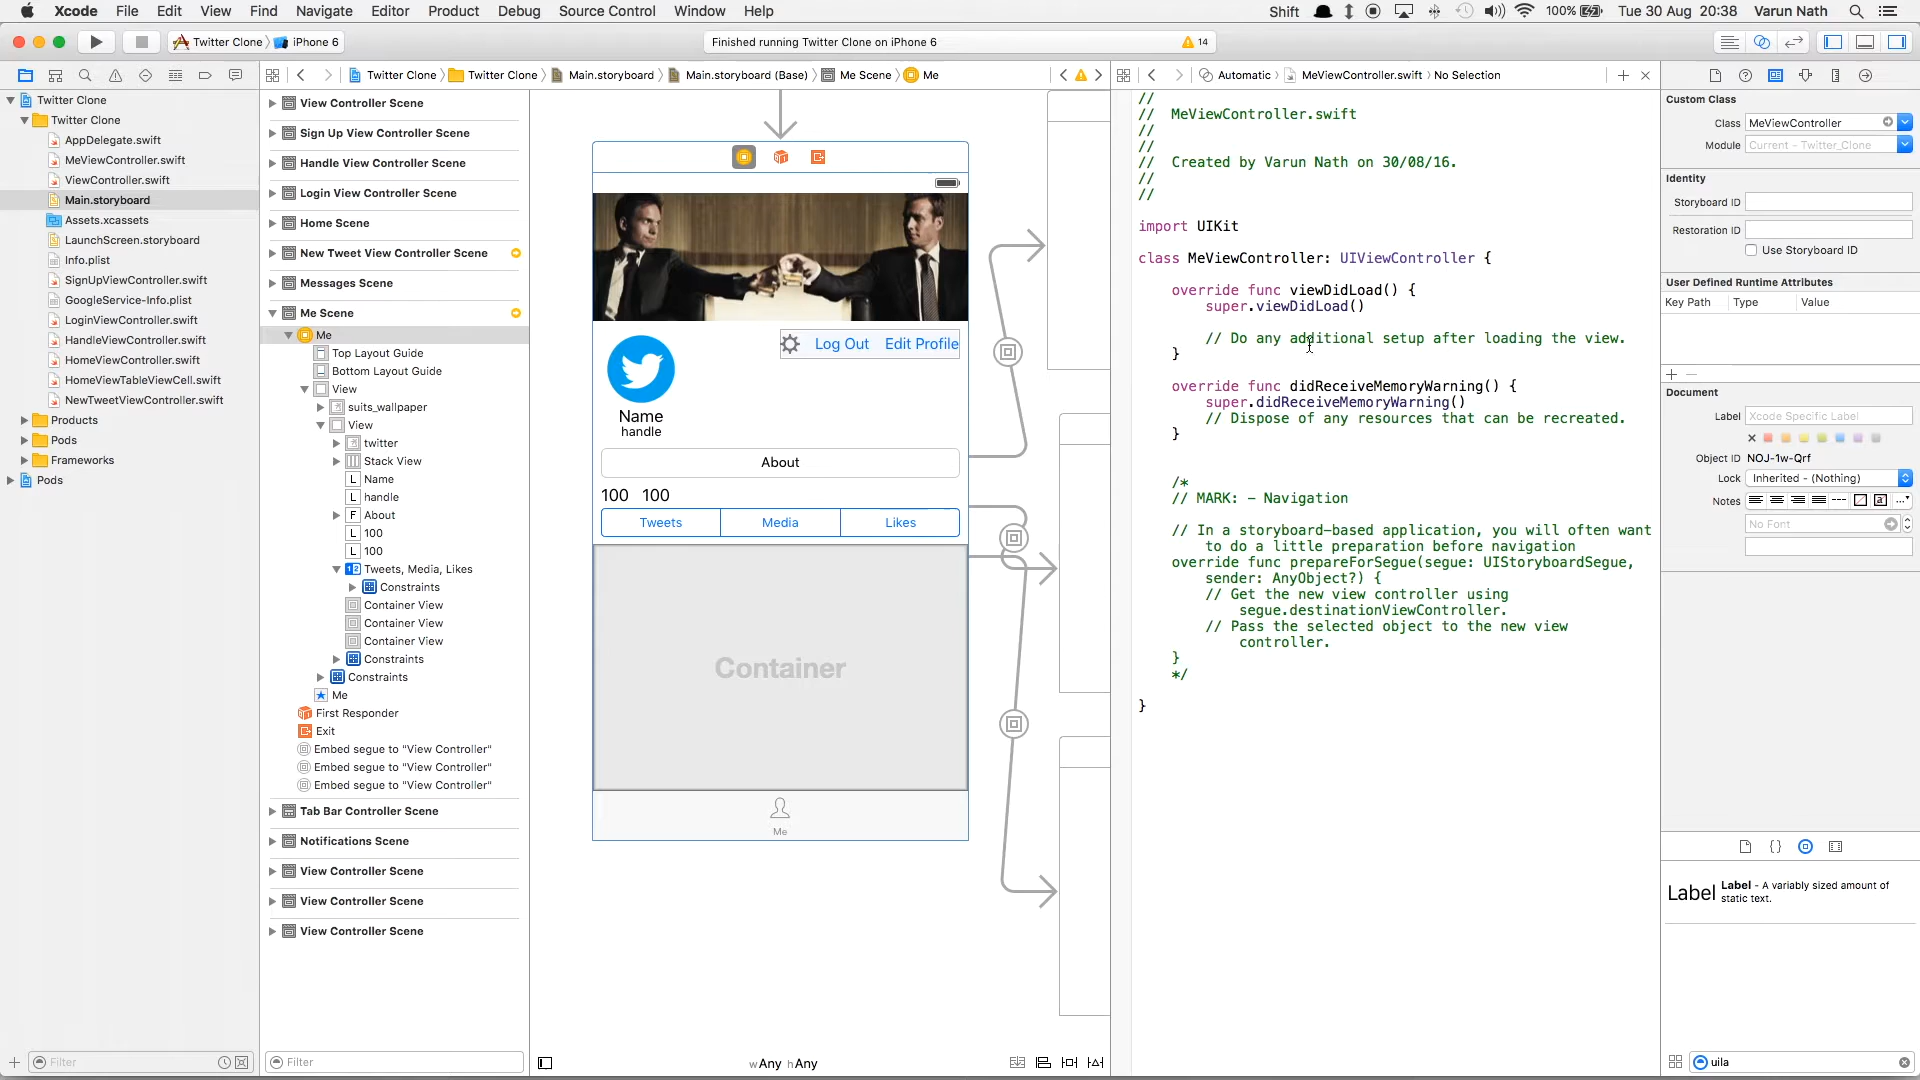 Xcode File Edit View Find Navigate Editor Product Debug Source Control Window Help
Shift 100% Tue 30 Aug 20:38 Varun Nath
Twitter Clone iPhone 6
Finished running Twitter Clone on iPhone 6
14
Twitter Clone Twitter Clone Main.storyboard Main.storyboard (Base) Me Scene Me
Automatic MeViewController.swift No Selection
Twitter Clone
Twitter Clone
AppDelegate.swift
MeViewController.swift
ViewController.swift
Main.storyboard
Assets.xcassets
LaunchScreen.storyboard
Info.plist
SignUpViewController.swift
GoogleService-Info.plist
LoginViewController.swift
HandleViewController.swift
HomeViewController.swift
HomeViewTableViewCell.swift
NewTweetViewController.swift
Products
Pods
Frameworks
Pods
Filter
View Controller Scene
Sign Up View Controller Scene
Handle View Controller Scene
Login View Controller Scene
Home Scene
New Tweet View Controller Scene
Messages Scene
Me Scene
Me
Top Layout Guide
Bottom Layout Guide
View
suits_wallpaper
View
twitter
Stack View
L Name
L handle
F About
L 100
L 100
1 2 Tweets, Media, Likes
Constraints
Container View
Container View
Container View
Constraints
Constraints
Me
First Responder
Exit
Embed segue to "View Controller"
Embed segue to "View Controller"
Embed segue to "View Controller"
Tab Bar Controller Scene
Notifications Scene
View Controller Scene
View Controller Scene
View Controller Scene
Filter
Log Out Edit Profile
Name
handle
About
100 100
Tweets Media Likes
Container
Me
wAny hAny
//
// MeViewController.swift
//
//
// Created by Varun Nath on 30/08/16.
//
//
import UIKit
class MeViewController: UIViewController {
override func viewDidLoad() {
super.viewDidLoad()
// Do any additional setup after loading the view.
}
override func didReceiveMemoryWarning() {
super.didReceiveMemoryWarning()
// Dispose of any resources that can be recreated.
}
/*
// MARK: - Navigation
// In a storyboard-based application, you will often want
to do a little preparation before navigation
override func prepareForSegue(segue: UIStoryboardSegue,
sender: AnyObject?) {
// Get the new view controller using
segue.destinationViewController.
// Pass the selected object to the new view
controller.
}
*/
}
Custom Class
Class MeViewController
Module Current - Twitter_Clone
Identity
Storyboard ID
Restoration ID
Use Storyboard ID
User Defined Runtime Attributes
Key Path Type Value
Document
Label Xcode Specific Label
Object ID NOJ-1w-Qrf
Lock Inherited - (Nothing)
Notes
No Font
Label Label - A variably sized amount of
static text.
uila